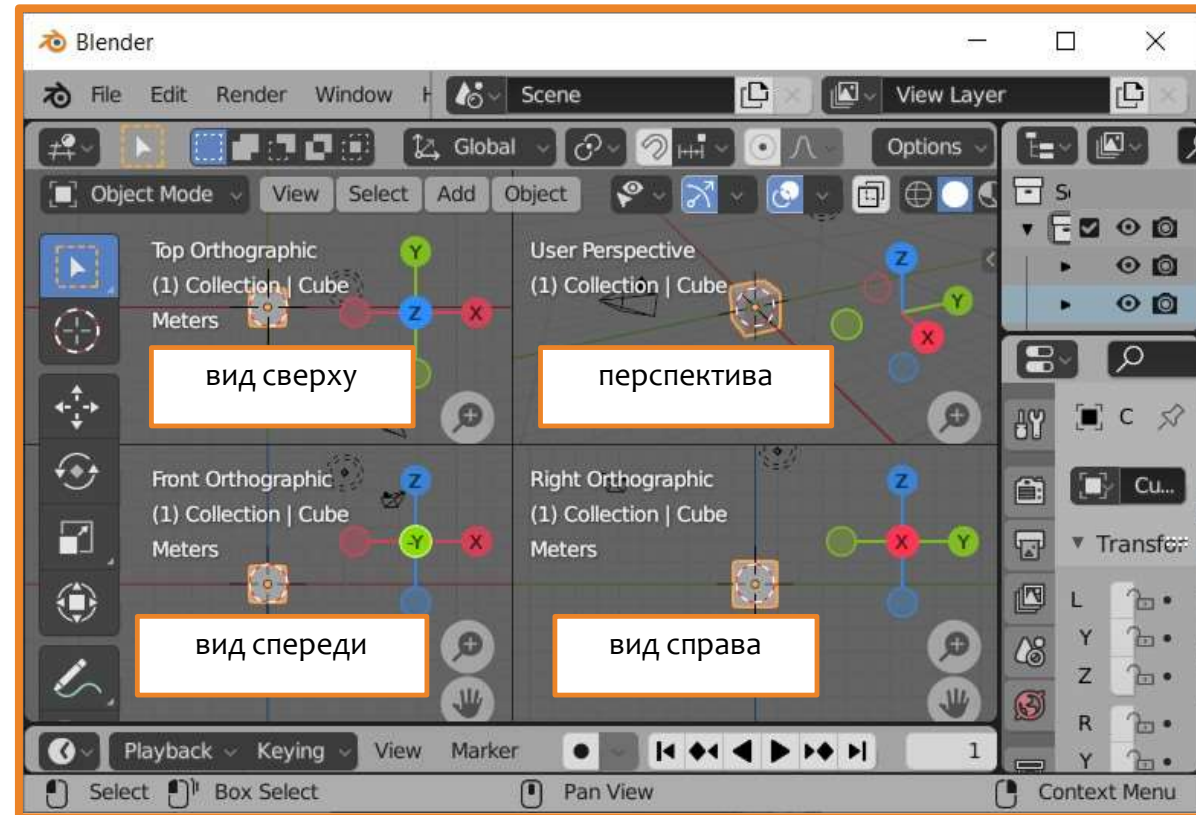 Blender
File Edit Render Window
Scene
View Layer
Global
Options
Object Mode
View Select Add Object
Top Orthographic
(1) Collection | Cube
Meters
Y
Z
X
вид сверху
User Perspective
(1) Collection | Cube
Z
Y
X
перспектива
Front Orthographic
(1) Collection | Cube
Meters
Z
-Y
X
вид спереди
Right Orthographic
(1) Collection | Cube
Meters
Z
X
Y
вид справа
C
Cu...
Transfor
L
Y
Z
R
Y
Playback Keying View Marker
1
Select Box Select Pan View Context Menu